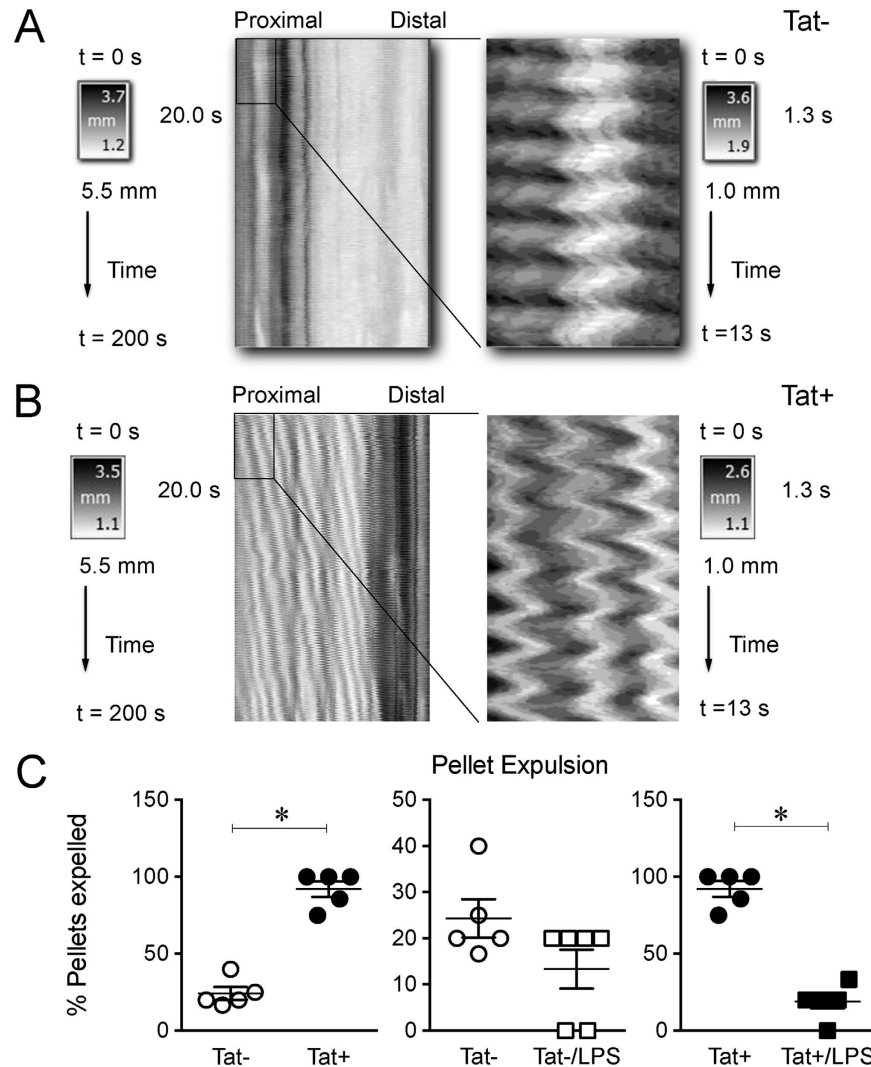 A
Proximal Distal
Tat-
t = 0 s
3.7
mm
1.2
20.0 s
5.5 mm
Time
t = 200 s
t = 0 s
3.6
mm
1.9
1.3 s
1.0 mm
Time
t =13 s
B
Proximal Distal
Tat+
t = 0 s
3.5
mm
1.1
20.0 s
5.5 mm
Time
t = 200 s
t = 0 s
2.6
mm
1.1
1.3 s
1.0 mm
Time
t =13 s
C
Pellet Expulsion
% Pellets expelled
150
100
50
0
*
Tat- Tat+
50
40
30
20
10
0
Tat- Tat-/LPS
150
100
50
0
*
Tat+ Tat+/LPS